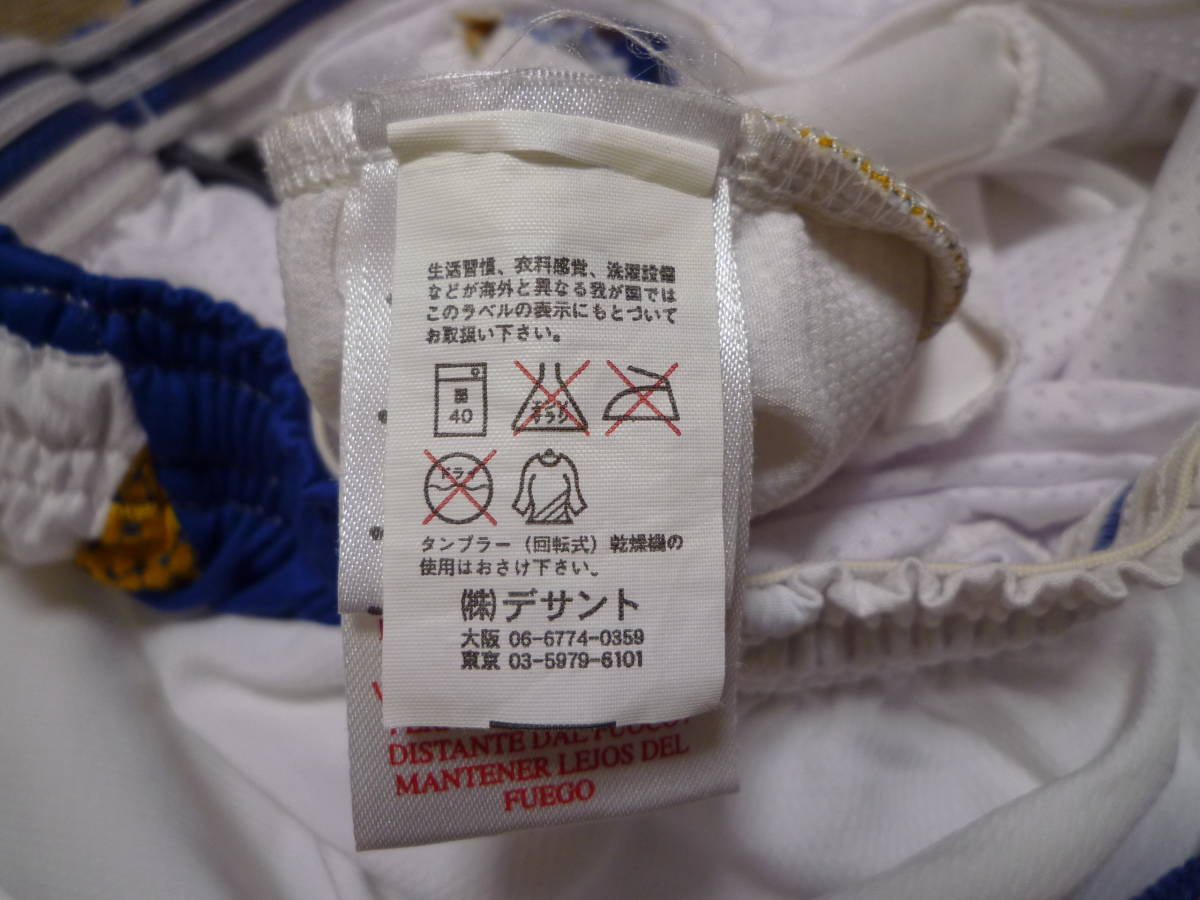 生活習慣、衣料感覚、洗濯設備
などが海外と異なる我が国では
このラベルの表示にもとづいて
お取扱い下さい。
40
ドライ
タンブラー（回転式）乾燥機の
使用はおさけ下さい。
㈱デサント
大阪 06-6774-0359
東京 03-5979-6101
DISTANTE DAL FUOCO.
MANTENER LEJOS DEL
FUEGO